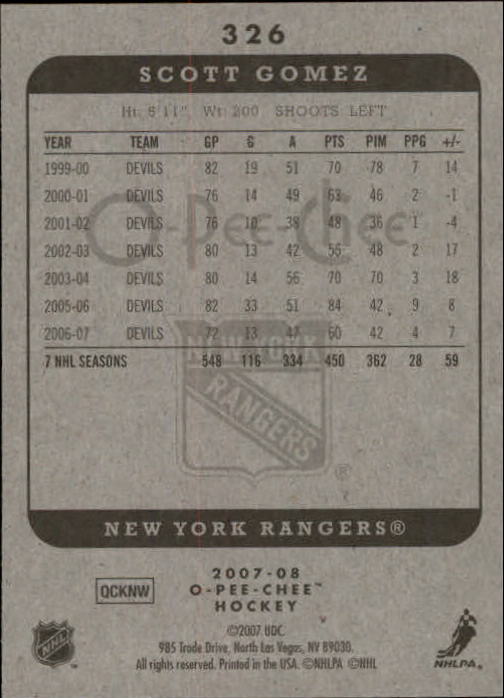 326
SCOTT GOMEZ
Ht: 5'11" Wt: 200 SHOOTS LEFT
YEAR TEAM GP G A PTS PIM PPG +/-
1999-00 DEVILS 82 19 51 70 78 7 14
2000-01 DEVILS 76 14 49 63 46 2 -1
2001-02 DEVILS 76 10 38 48 36 1 -4
2002-03 DEVILS 80 13 42 55 48 2 17
2003-04 DEVILS 80 14 56 70 70 3 18
2005-06 DEVILS 82 33 51 84 42 9 8
2006-07 DEVILS 72 13 47 60 42 4 7
7 NHL SEASONS 548 116 334 450 362 28 59
O-Pee-Chee
NEW YORK
RANGERS
®
NEW YORK RANGERS®
2007-08
QCKNW O-PEE-CHEE™
HOCKEY
©2007 UDC.
985 Trade Drive, North Las Vegas, NV 89030.
All rights reserved. Printed in the USA. ©NHLPA ©NHL
NHL
NHLPA®